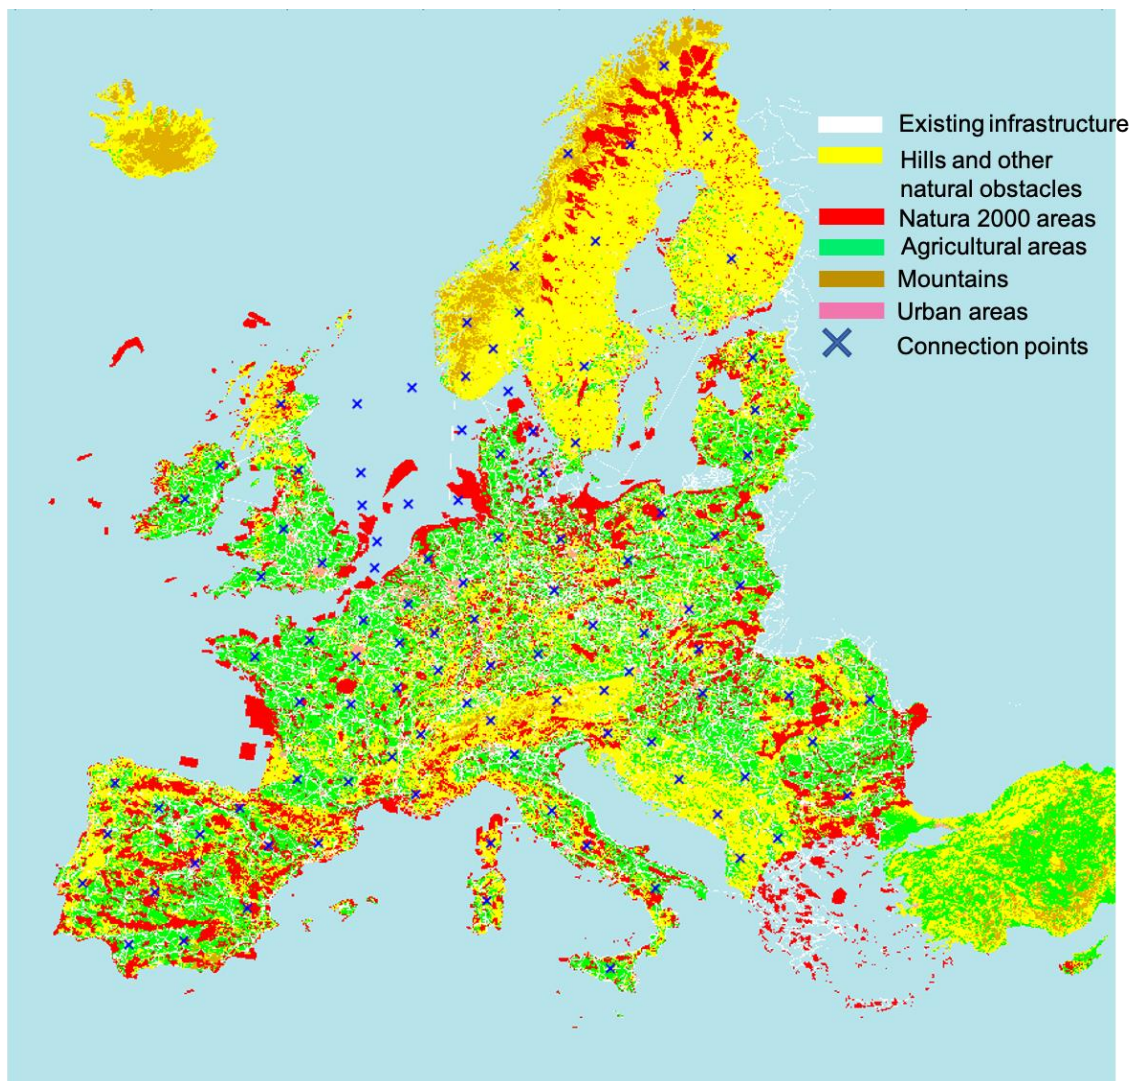 Existing infrastructure
Hills and other
natural obstacles
Natura 2000 areas
Agricultural areas
Mountains
Urban areas
Connection points